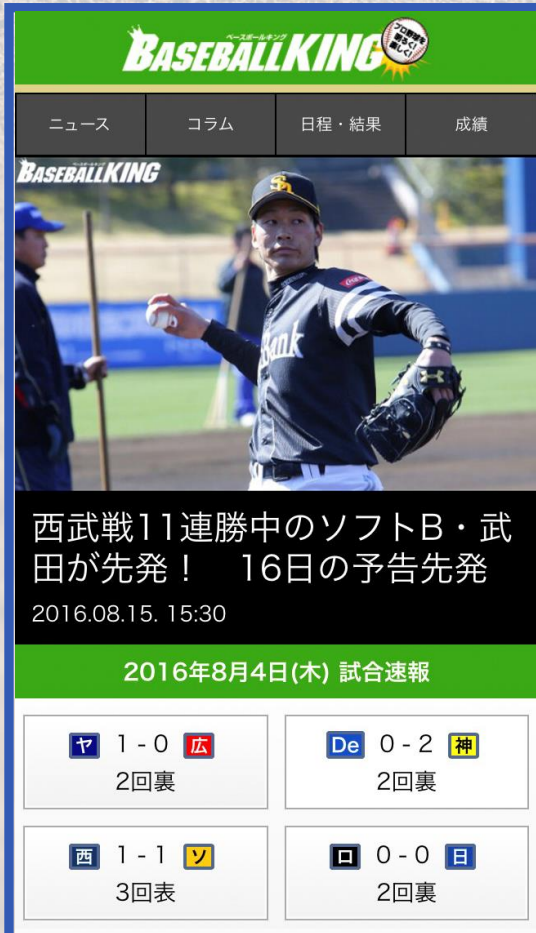 ベースボールキング
BASEBALL KING
プロ野球を
明るく!
楽しく!
ニュース
コラム
日程・結果
成績
BASEBALL KING
Sh
Bank
西武戦11連勝中のソフトB・武
田が先発! 16日の予告先発
2016.08.15. 15:30
2016年8月4日(木) 試合速報
ヤ 1 - 0 広
2回裏
De 0 - 2 神
2回裏
西 1 - 1 ソ
3回表
ロ 0 - 0 日
2回裏